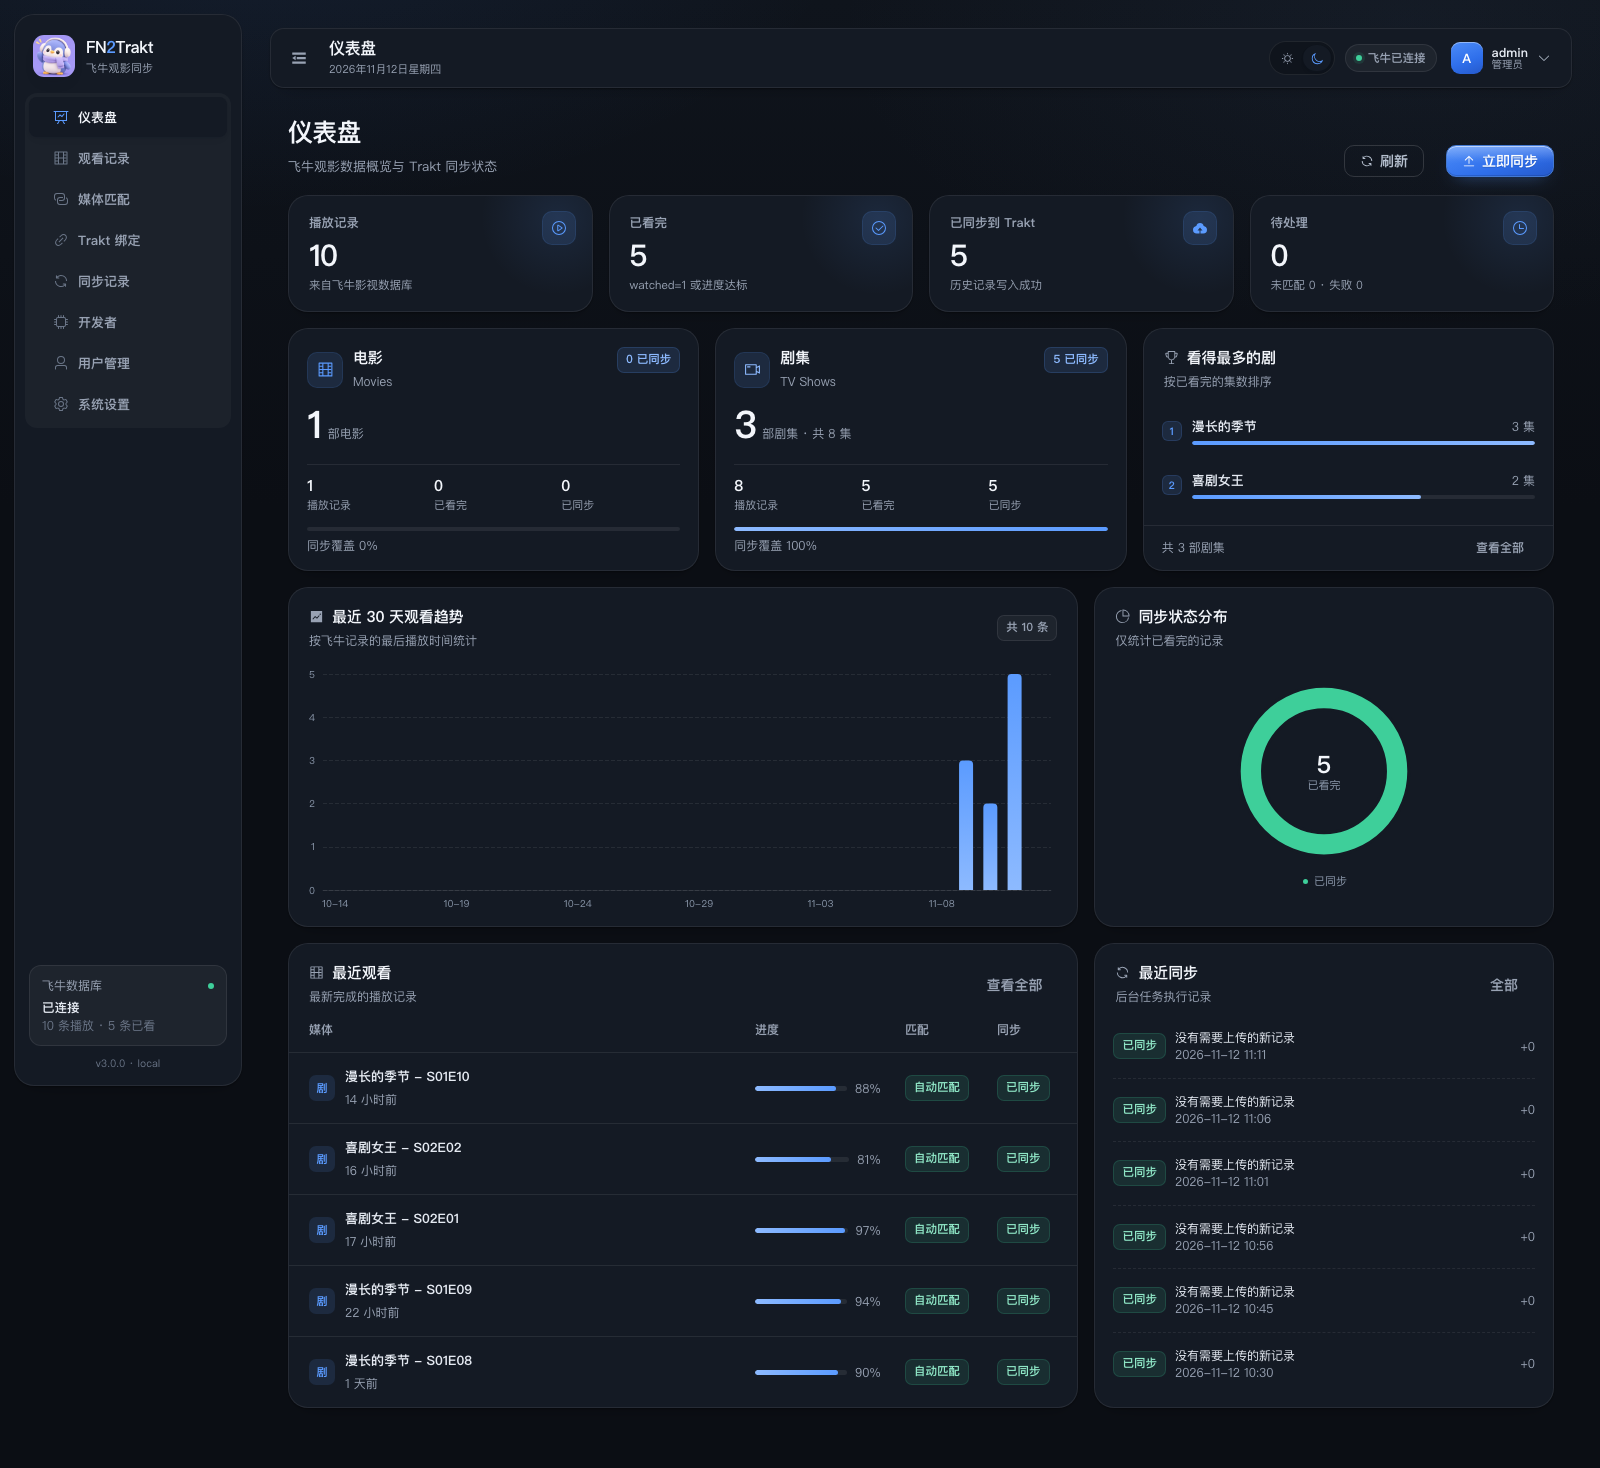 FN2Trakt
飞牛观影同步
仪表盘
观看记录
媒体匹配
Trakt 绑定
同步记录
开发者
用户管理
系统设置
飞牛数据库
已连接
10 条播放 · 5 条已看
v3.0.0 · local
仪表盘
2026年11月12日星期四
飞牛已连接
A
admin
管理员
仪表盘
飞牛观影数据概览与 Trakt 同步状态
刷新
立即同步
播放记录
10
来自飞牛影视数据库
已看完
5
watched=1 或进度达标
已同步到 Trakt
5
历史记录写入成功
待处理
0
未匹配 0 · 失败 0
电影
Movies
0 已同步
1 部电影
1
播放记录
0
已看完
0
已同步
同步覆盖 0%
剧集
TV Shows
5 已同步
3 部剧集 · 共 8 集
8
播放记录
5
已看完
5
已同步
同步覆盖 100%
看得最多的剧
按已看完的集数排序
1 漫长的季节 3 集
2 喜剧女王 2 集
共 3 部剧集
查看全部
最近 30 天观看趋势
按飞牛记录的最后播放时间统计
共 10 条
5
4
3
2
1
0
10-14 10-19 10-24 10-29 11-03 11-08
同步状态分布
仅统计已看完的记录
5
已看完
已同步
最近观看
最新完成的播放记录
查看全部
媒体 进度 匹配 同步
剧 漫长的季节 - S01E10 88% 自动匹配 已同步
14 小时前
剧 喜剧女王 - S02E02 81% 自动匹配 已同步
16 小时前
剧 喜剧女王 - S02E01 97% 自动匹配 已同步
17 小时前
剧 漫长的季节 - S01E09 94% 自动匹配 已同步
22 小时前
剧 漫长的季节 - S01E08 90% 自动匹配 已同步
1 天前
最近同步
后台任务执行记录
全部
已同步 没有需要上传的新记录 +0
2026-11-12 11:11
已同步 没有需要上传的新记录 +0
2026-11-12 11:06
已同步 没有需要上传的新记录 +0
2026-11-12 11:01
已同步 没有需要上传的新记录 +0
2026-11-12 10:56
已同步 没有需要上传的新记录 +0
2026-11-12 10:45
已同步 没有需要上传的新记录 +0
2026-11-12 10:30